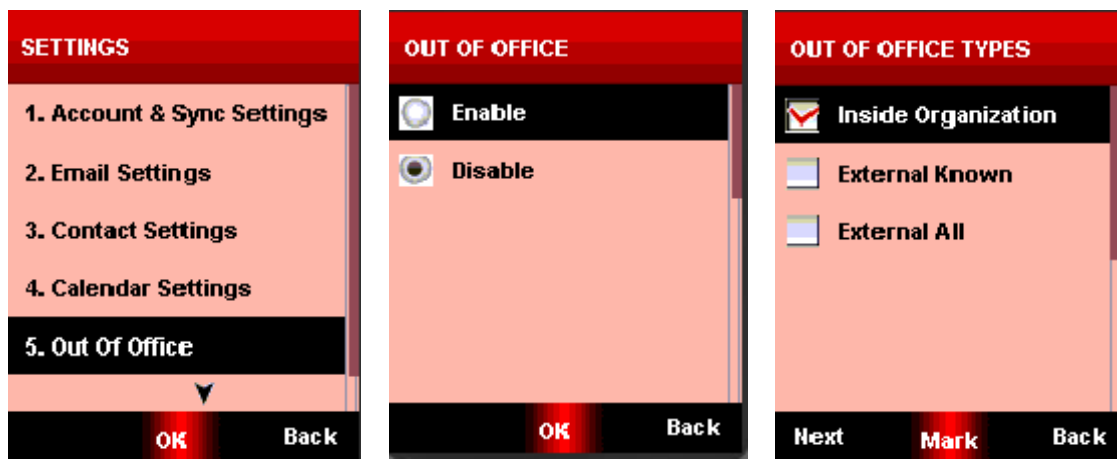 SETTINGS
1. Account & Sync Settings
2. Email Settings
3. Contact Settings
4. Calendar Settings
5. Out Of Office
OK Back
OUT OF OFFICE
Enable
Disable
OK Back
OUT OF OFFICE TYPES
Inside Organization
External Known
External All
Next Mark Back